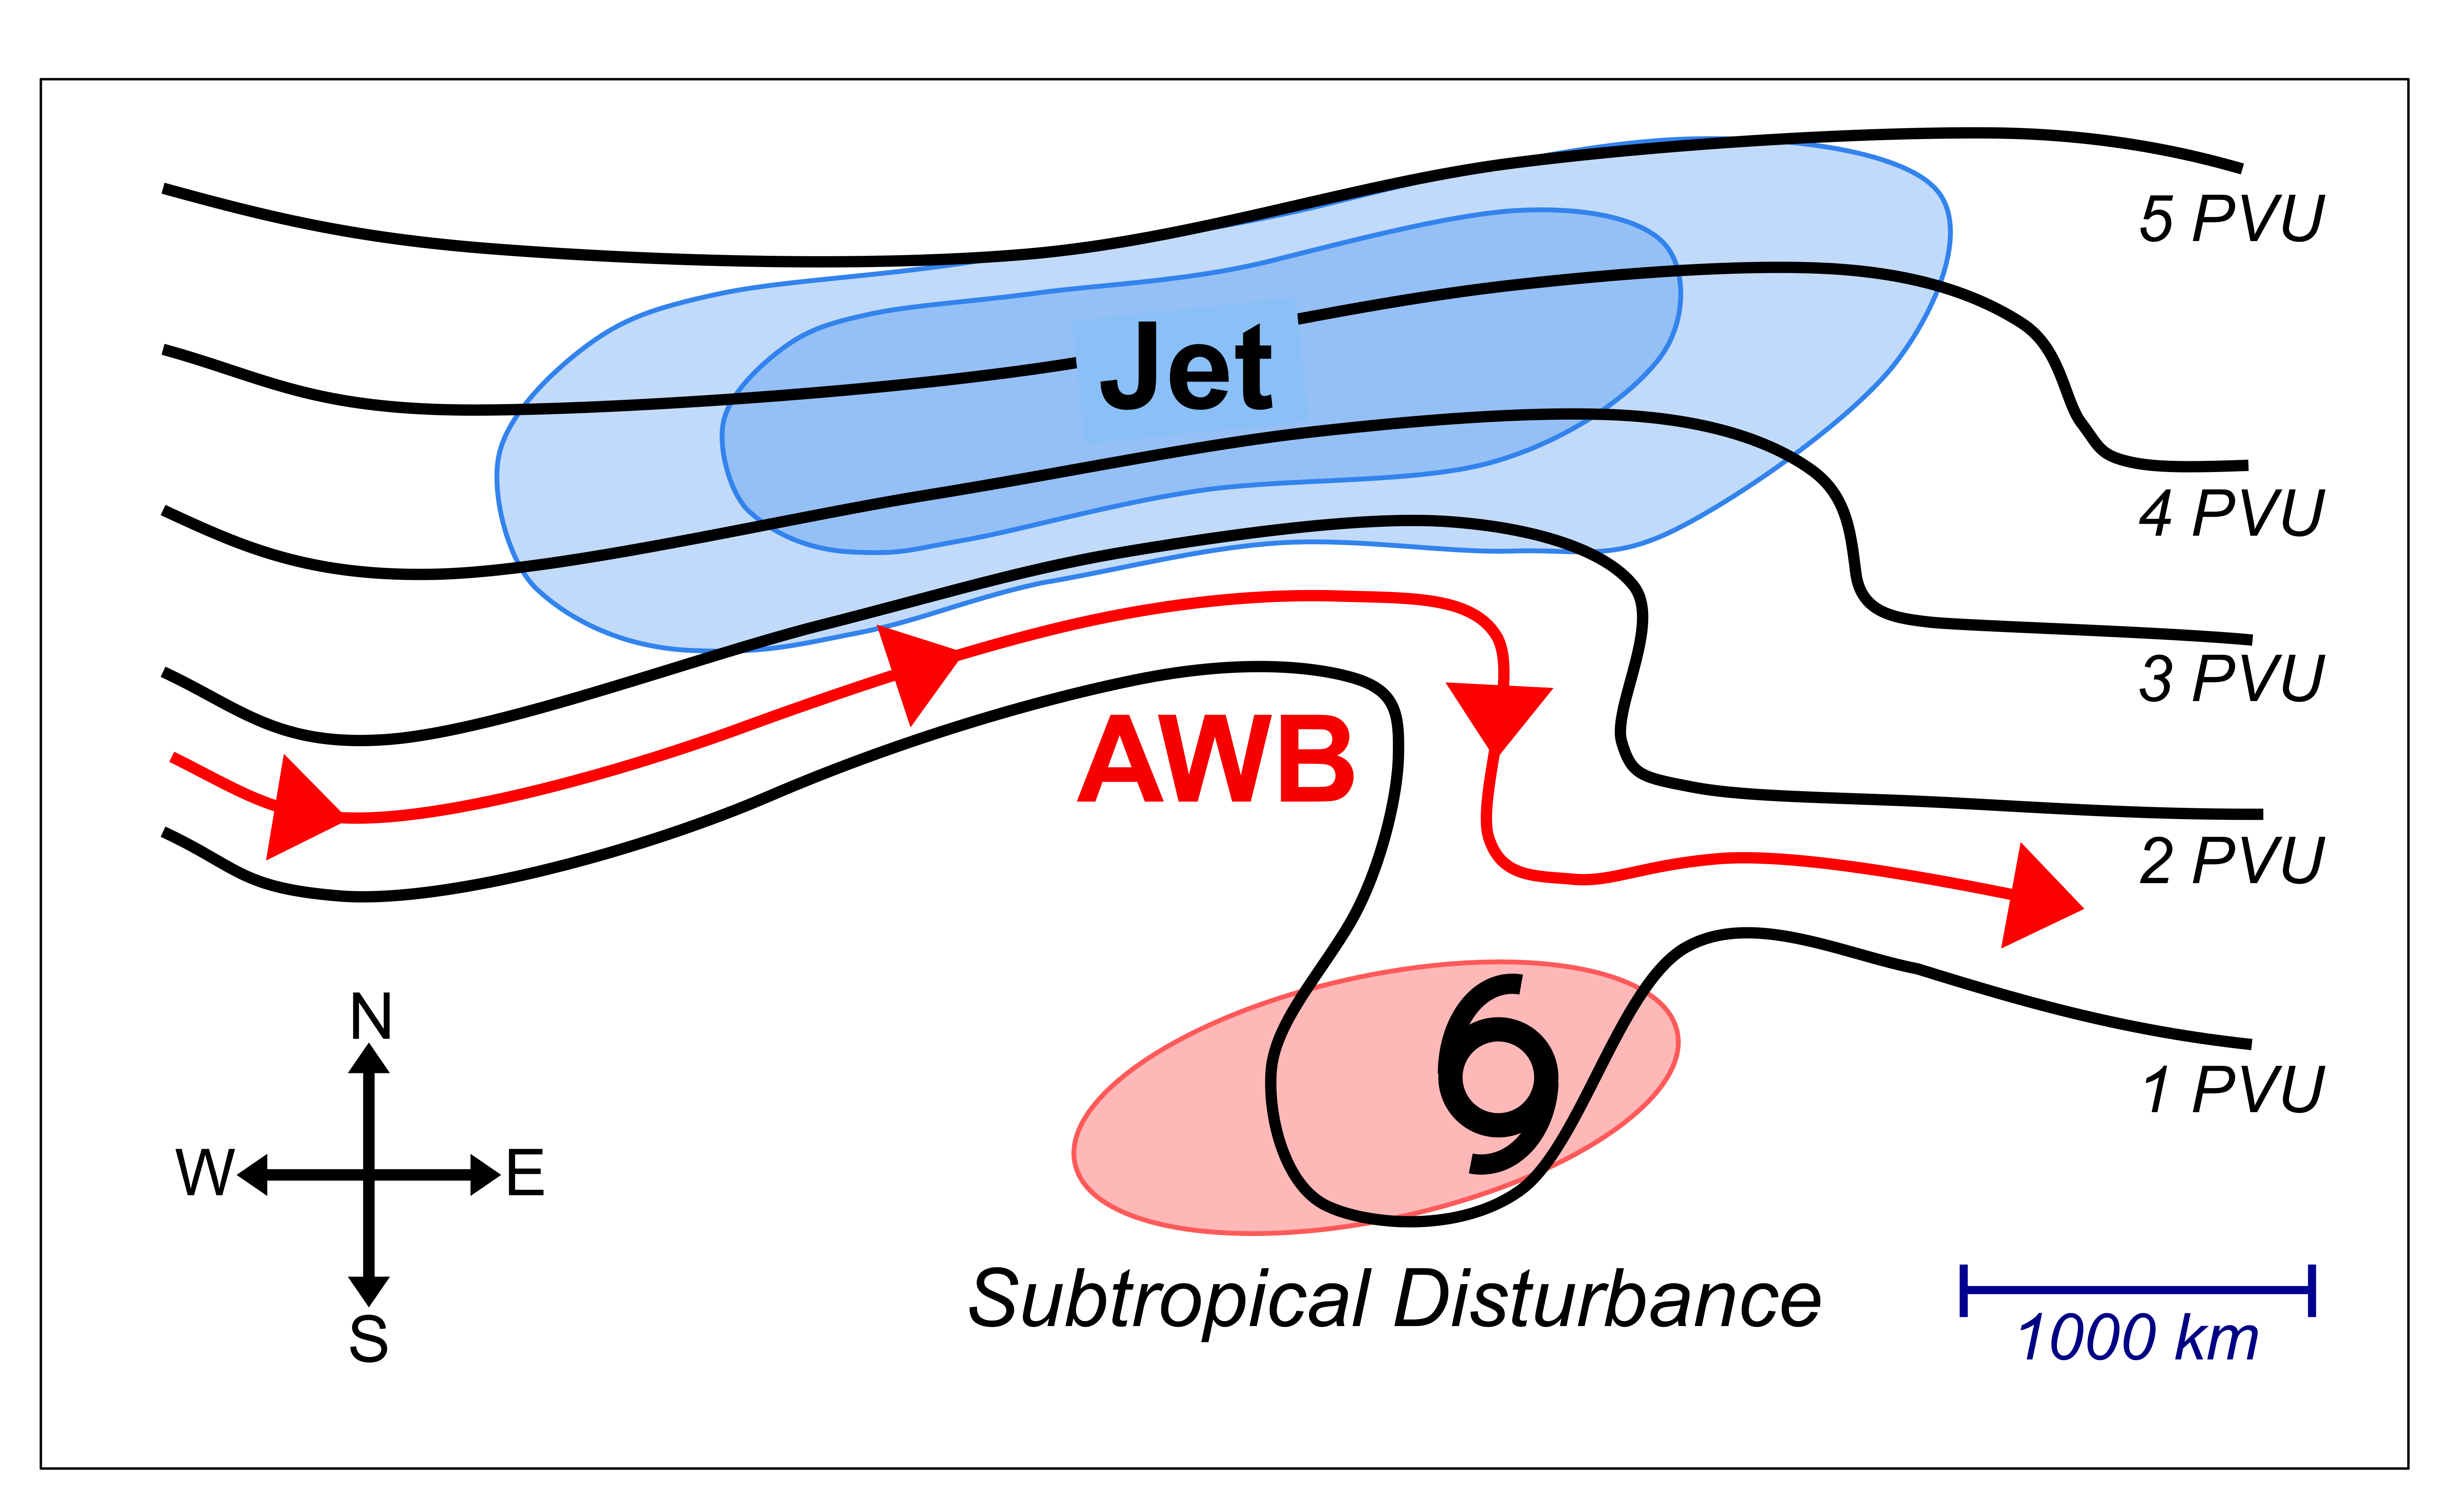 5 PVU
Jet
4 PVU
3 PVU
AWB
2 PVU
N
1 PVU
W E
Subtropical Disturbance
S
1000 km